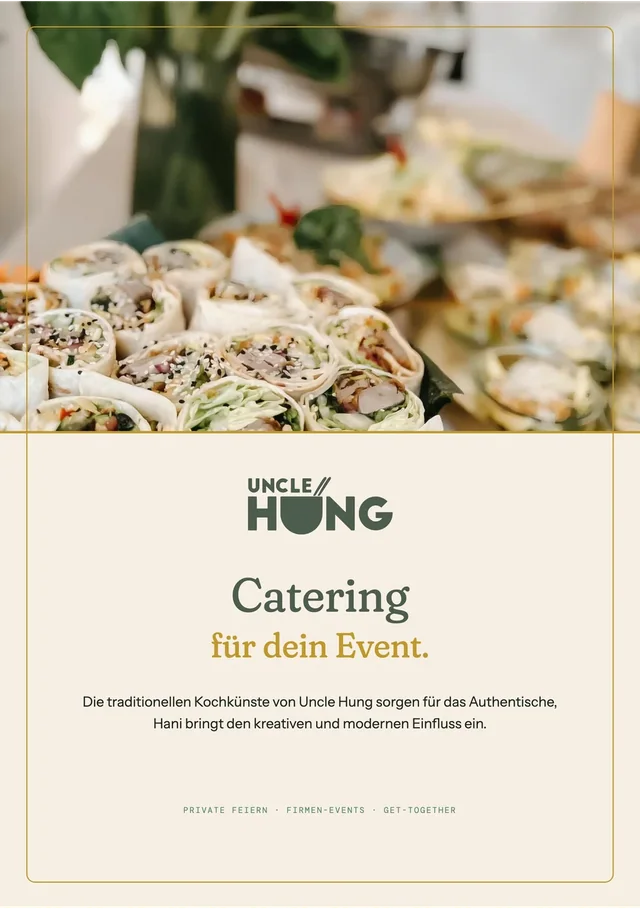 UNCLE
HUNG
Catering
für dein Event.
Die traditionellen Kochkünste von Uncle Hung sorgen für das Authentische,
Hani bringt den kreativen und modernen Einfluss ein.
PRIVATE FEIERN · FIRMEN-EVENTS · GET-TOGETHER